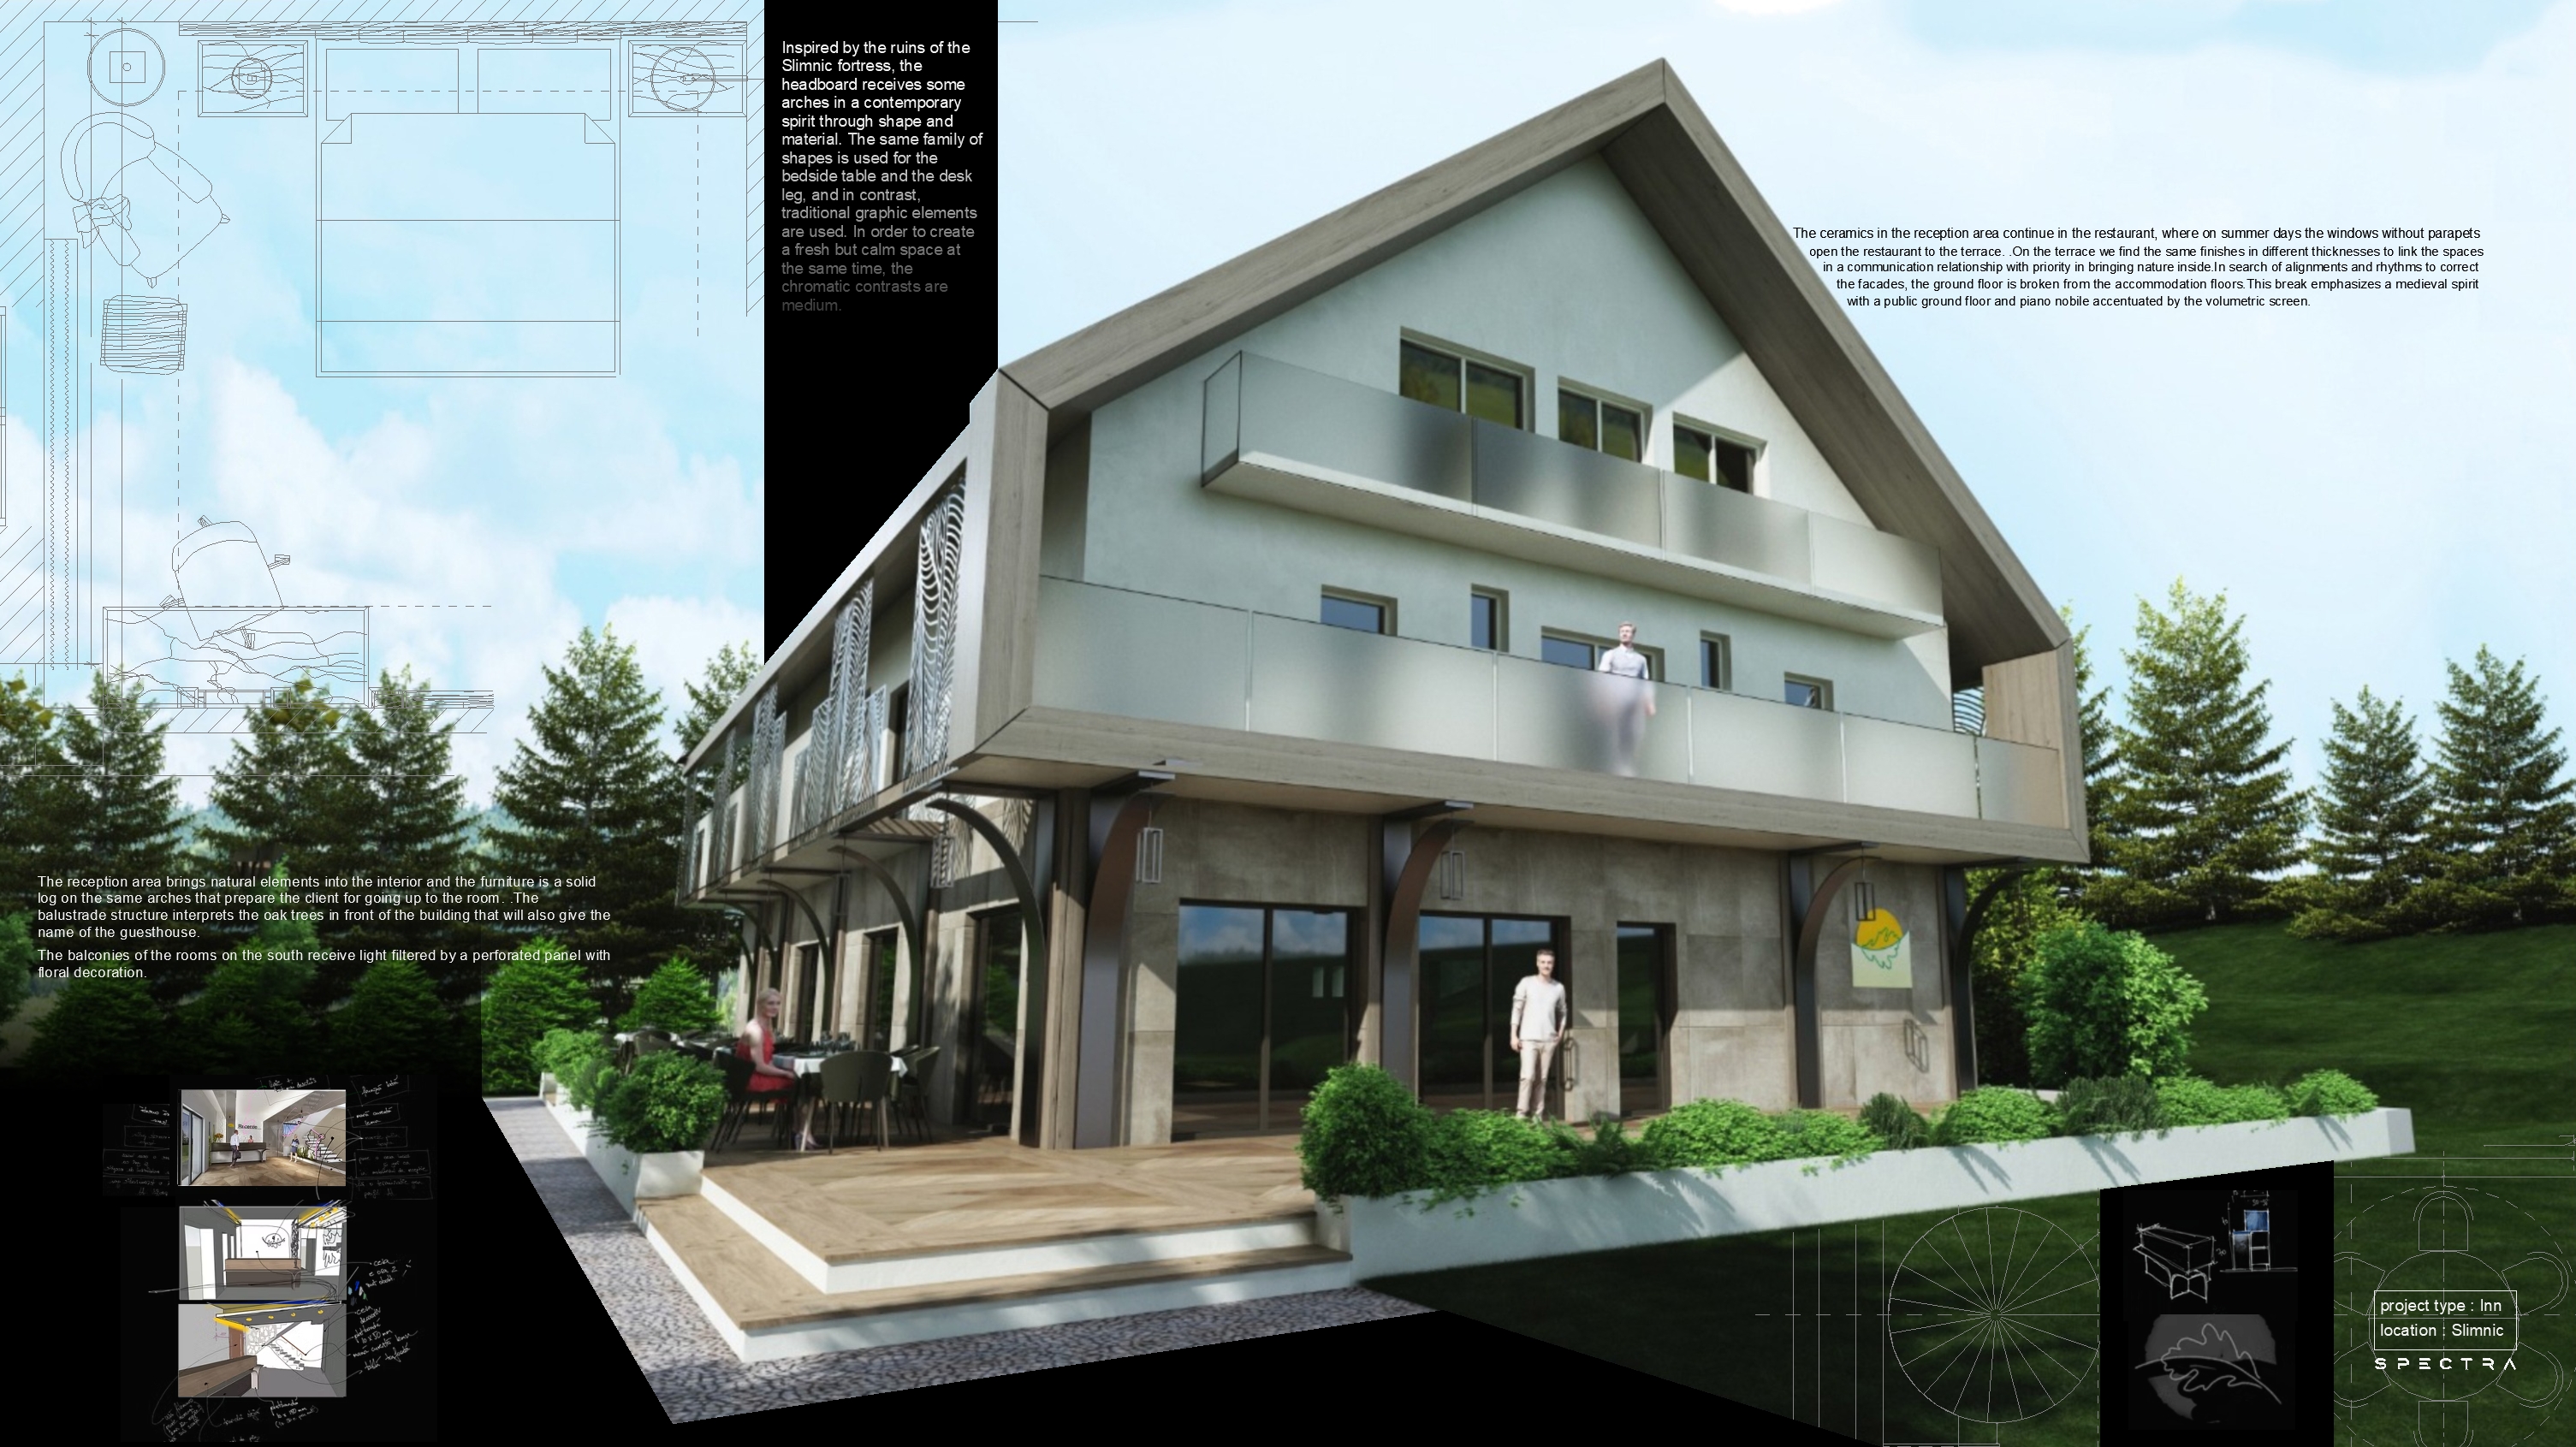 Inspired by the ruins of the
Slimnic fortress, the
headboard receives some
arches in a contemporary
spirit through shape and
material. The same family of
shapes is used for the
bedside table and the desk
leg, and in contrast,
traditional graphic elements
are used. In order to create
a fresh but calm space at
the same time, the
chromatic contrasts are
medium.
The ceramics in the reception area continue in the restaurant, where on summer days the windows without parapets
open the restaurant to the terrace. .On the terrace we find the same finishes in different thicknesses to link the spaces
in a communication relationship with priority in bringing nature inside.In search of alignments and rhythms to correct
the facades, the ground floor is broken from the accommodation floors.This break emphasizes a medieval spirit
with a public ground floor and piano nobile accentuated by the volumetric screen.
The reception area brings natural elements into the interior and the furniture is a solid
log on the same arches that prepare the client for going up to the room. .The
balustrade structure interprets the oak trees in front of the building that will also give the
name of the guesthouse.
The balconies of the rooms on the south receive light filtered by a perforated panel with
floral decoration.
project type : Inn
location : Slimnic
SPECTRA